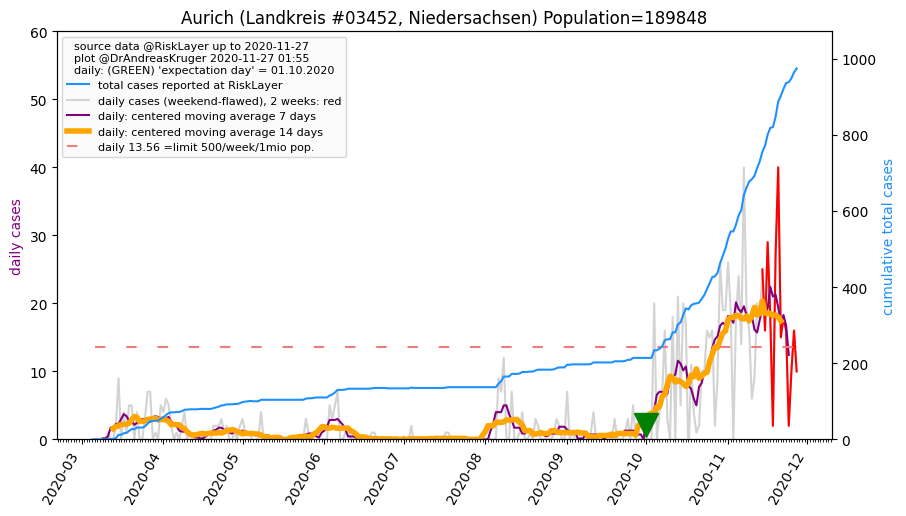 Aurich (Landkreis #03452, Niedersachsen) Population=189848
source data @RiskLayer up to 2020-11-27
plot @DrAndreasKruger 2020-11-27 01:55
daily: (GREEN) 'expectation day' = 01.10.2020
total cases reported at RiskLayer
daily cases (weekend-flawed), 2 weeks: red
daily: centered moving average 7 days
daily: centered moving average 14 days
daily 13.56 =limit 500/week/1mio pop.
daily cases
60
50
40
30
20
10
0
cumulative total cases
1000
800
600
400
200
0
2020-03
2020-04
2020-05
2020-06
2020-07
2020-08
2020-09
2020-10
2020-11
2020-12